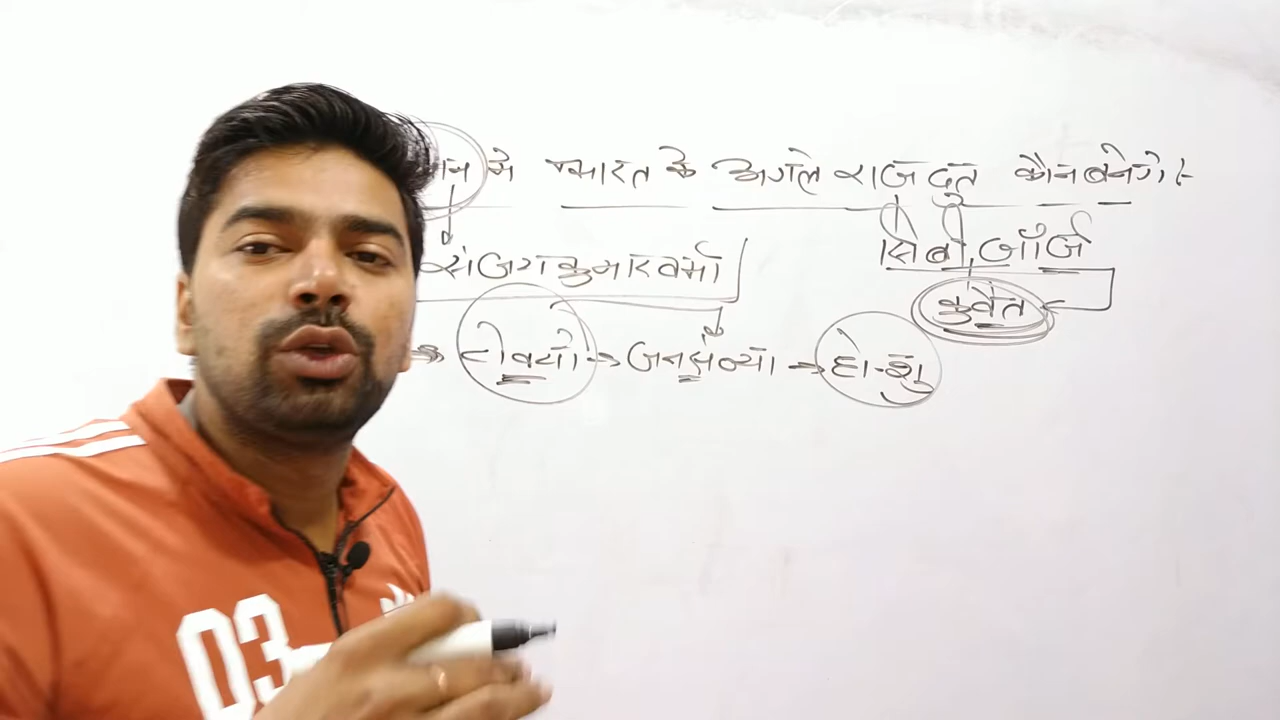 न से भारत के अगले राजदूत कौन बनेंगे।
सिबी जॉर्ज
संजय कुमार वर्मा
कुवैत
टोक्यो → जनसंख्या → हो-शु
03